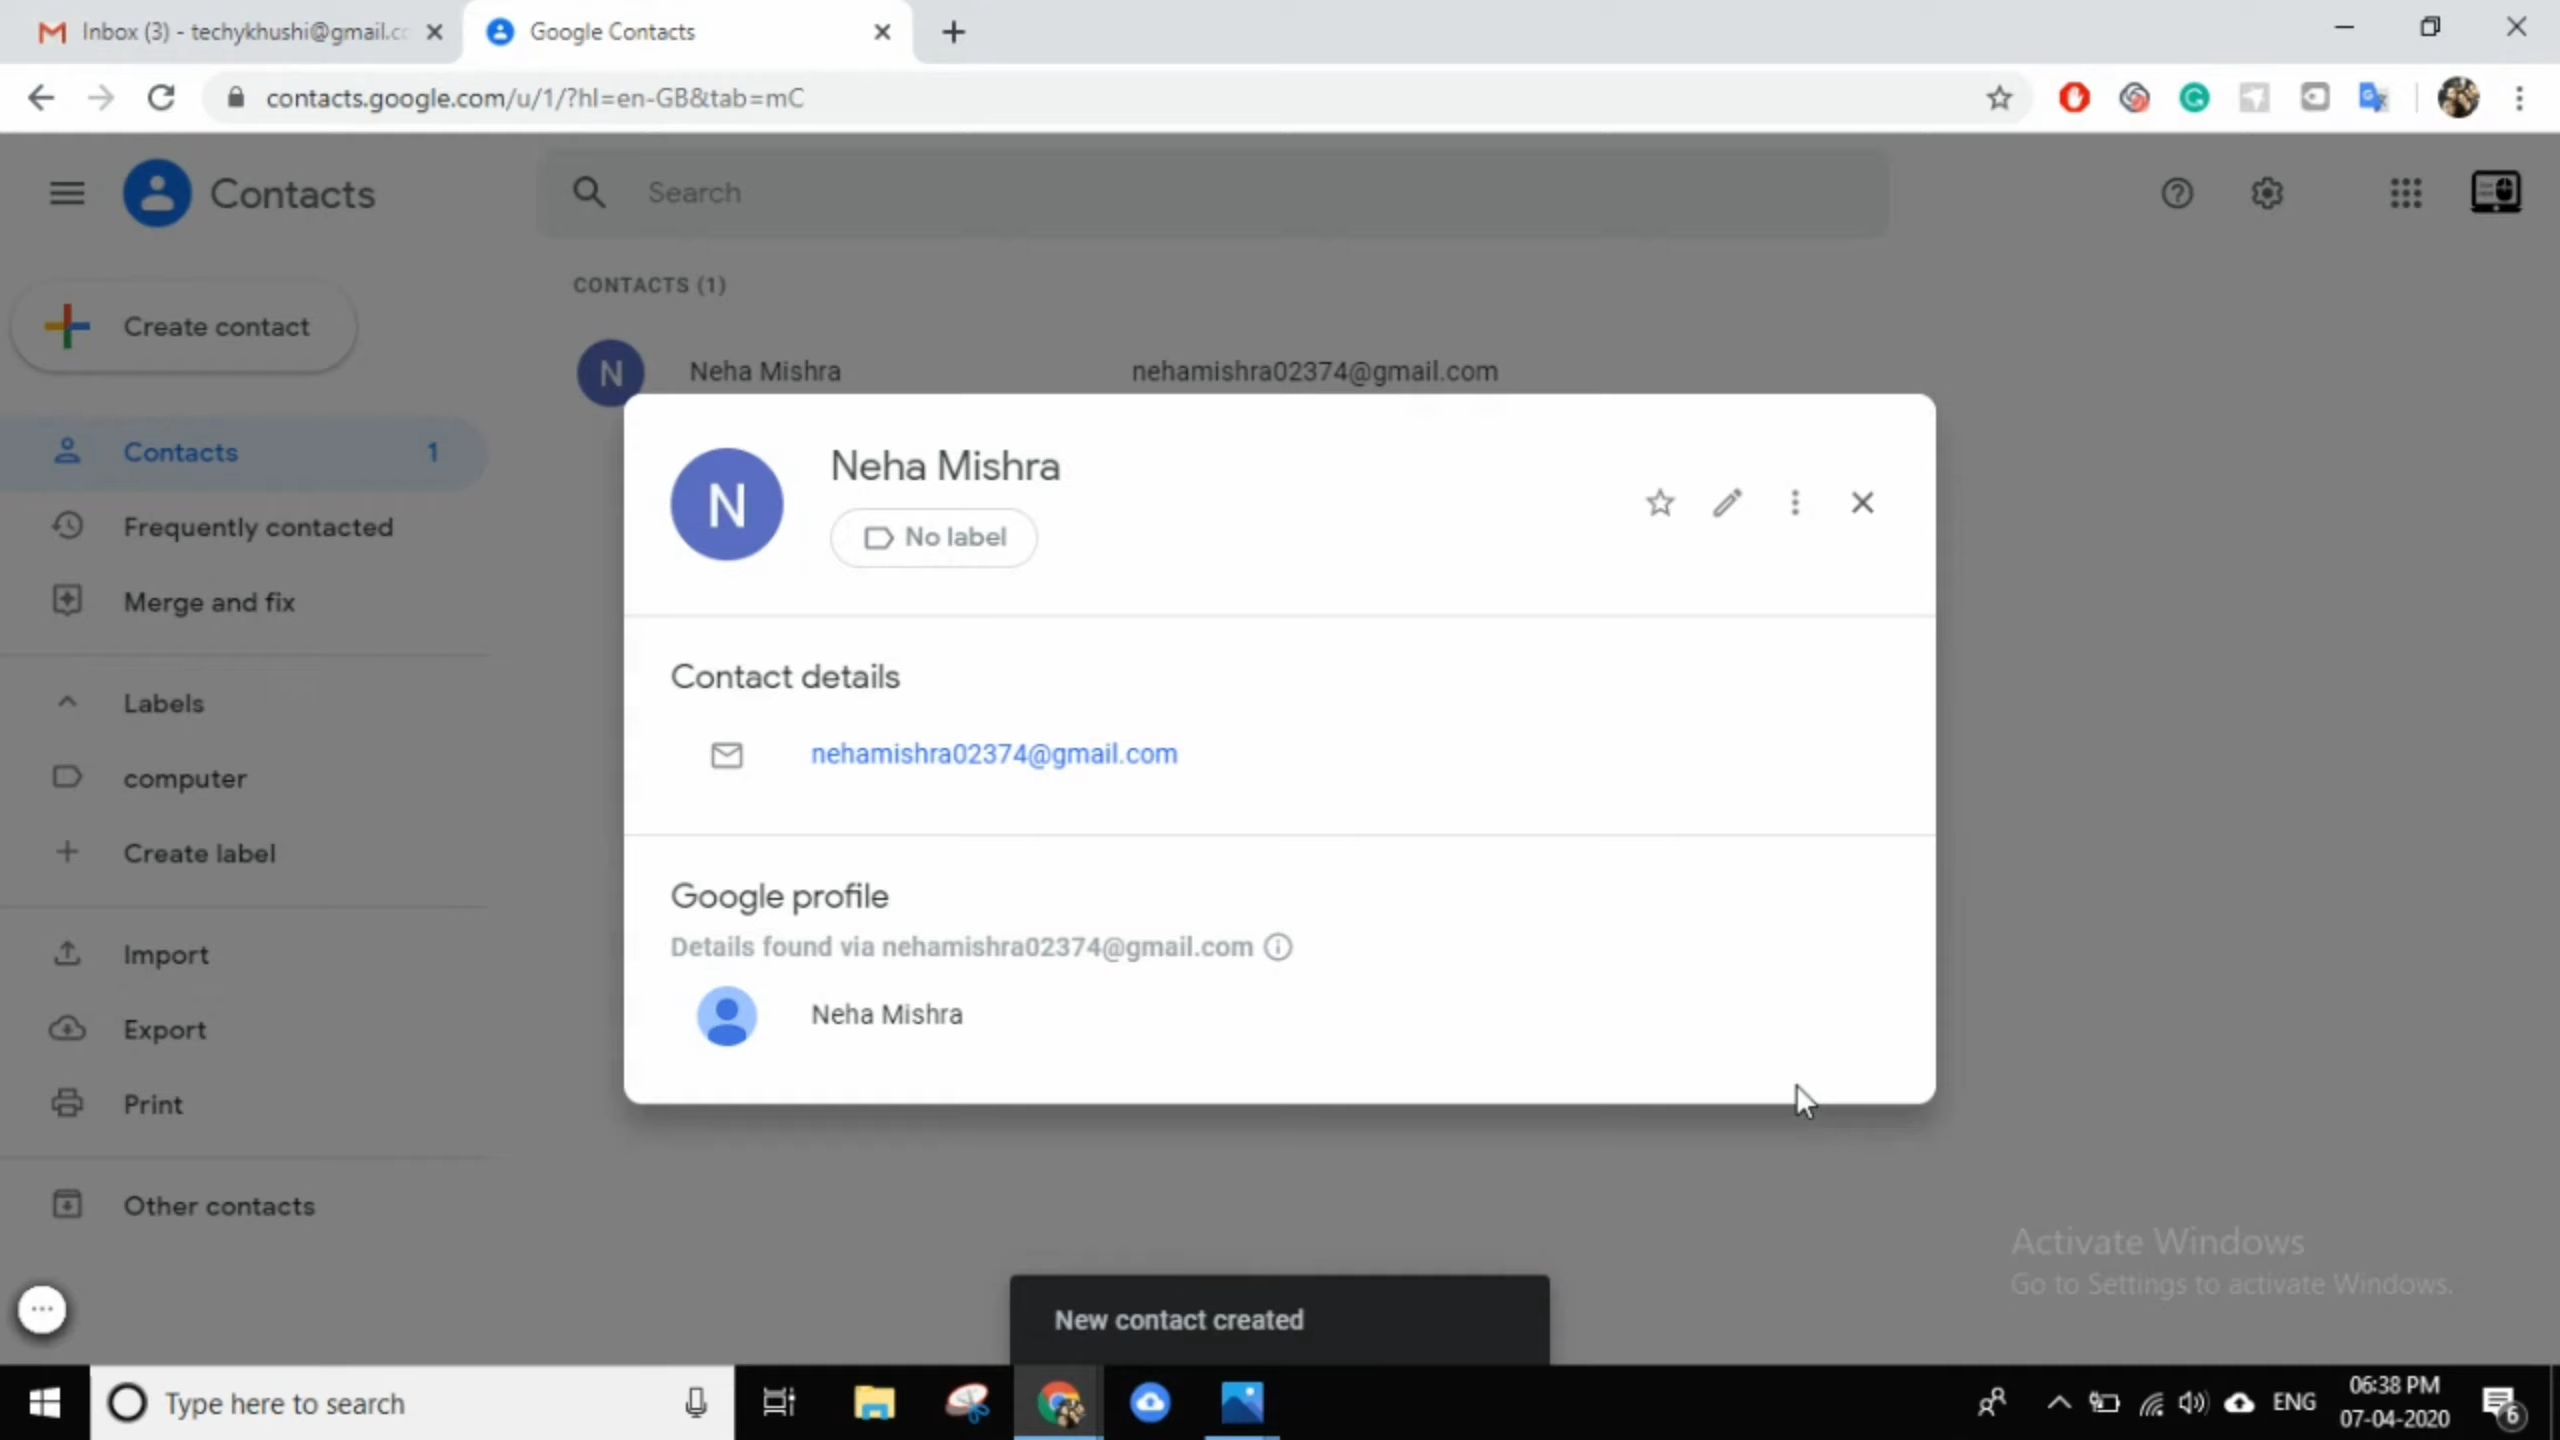 Inbox (3) - techykhushi@gmail.c
Google Contacts
contacts.google.com/u/1/?hl=en-GB&tab=mC
Contacts
Search
Create contact
CONTACTS (1)
N
Neha Mishra
nehamishra02374@gmail.com
Contacts
1
Frequently contacted
Merge and fix
Labels
computer
Create label
Import
Export
Print
Other contacts
N
Neha Mishra
No label
Contact details
nehamishra02374@gmail.com
Google profile
Details found via nehamishra02374@gmail.com
Neha Mishra
Activate Windows
Go to Settings to activate Windows.
New contact created
Type here to search
ENG
06:38 PM
07-04-2020
6